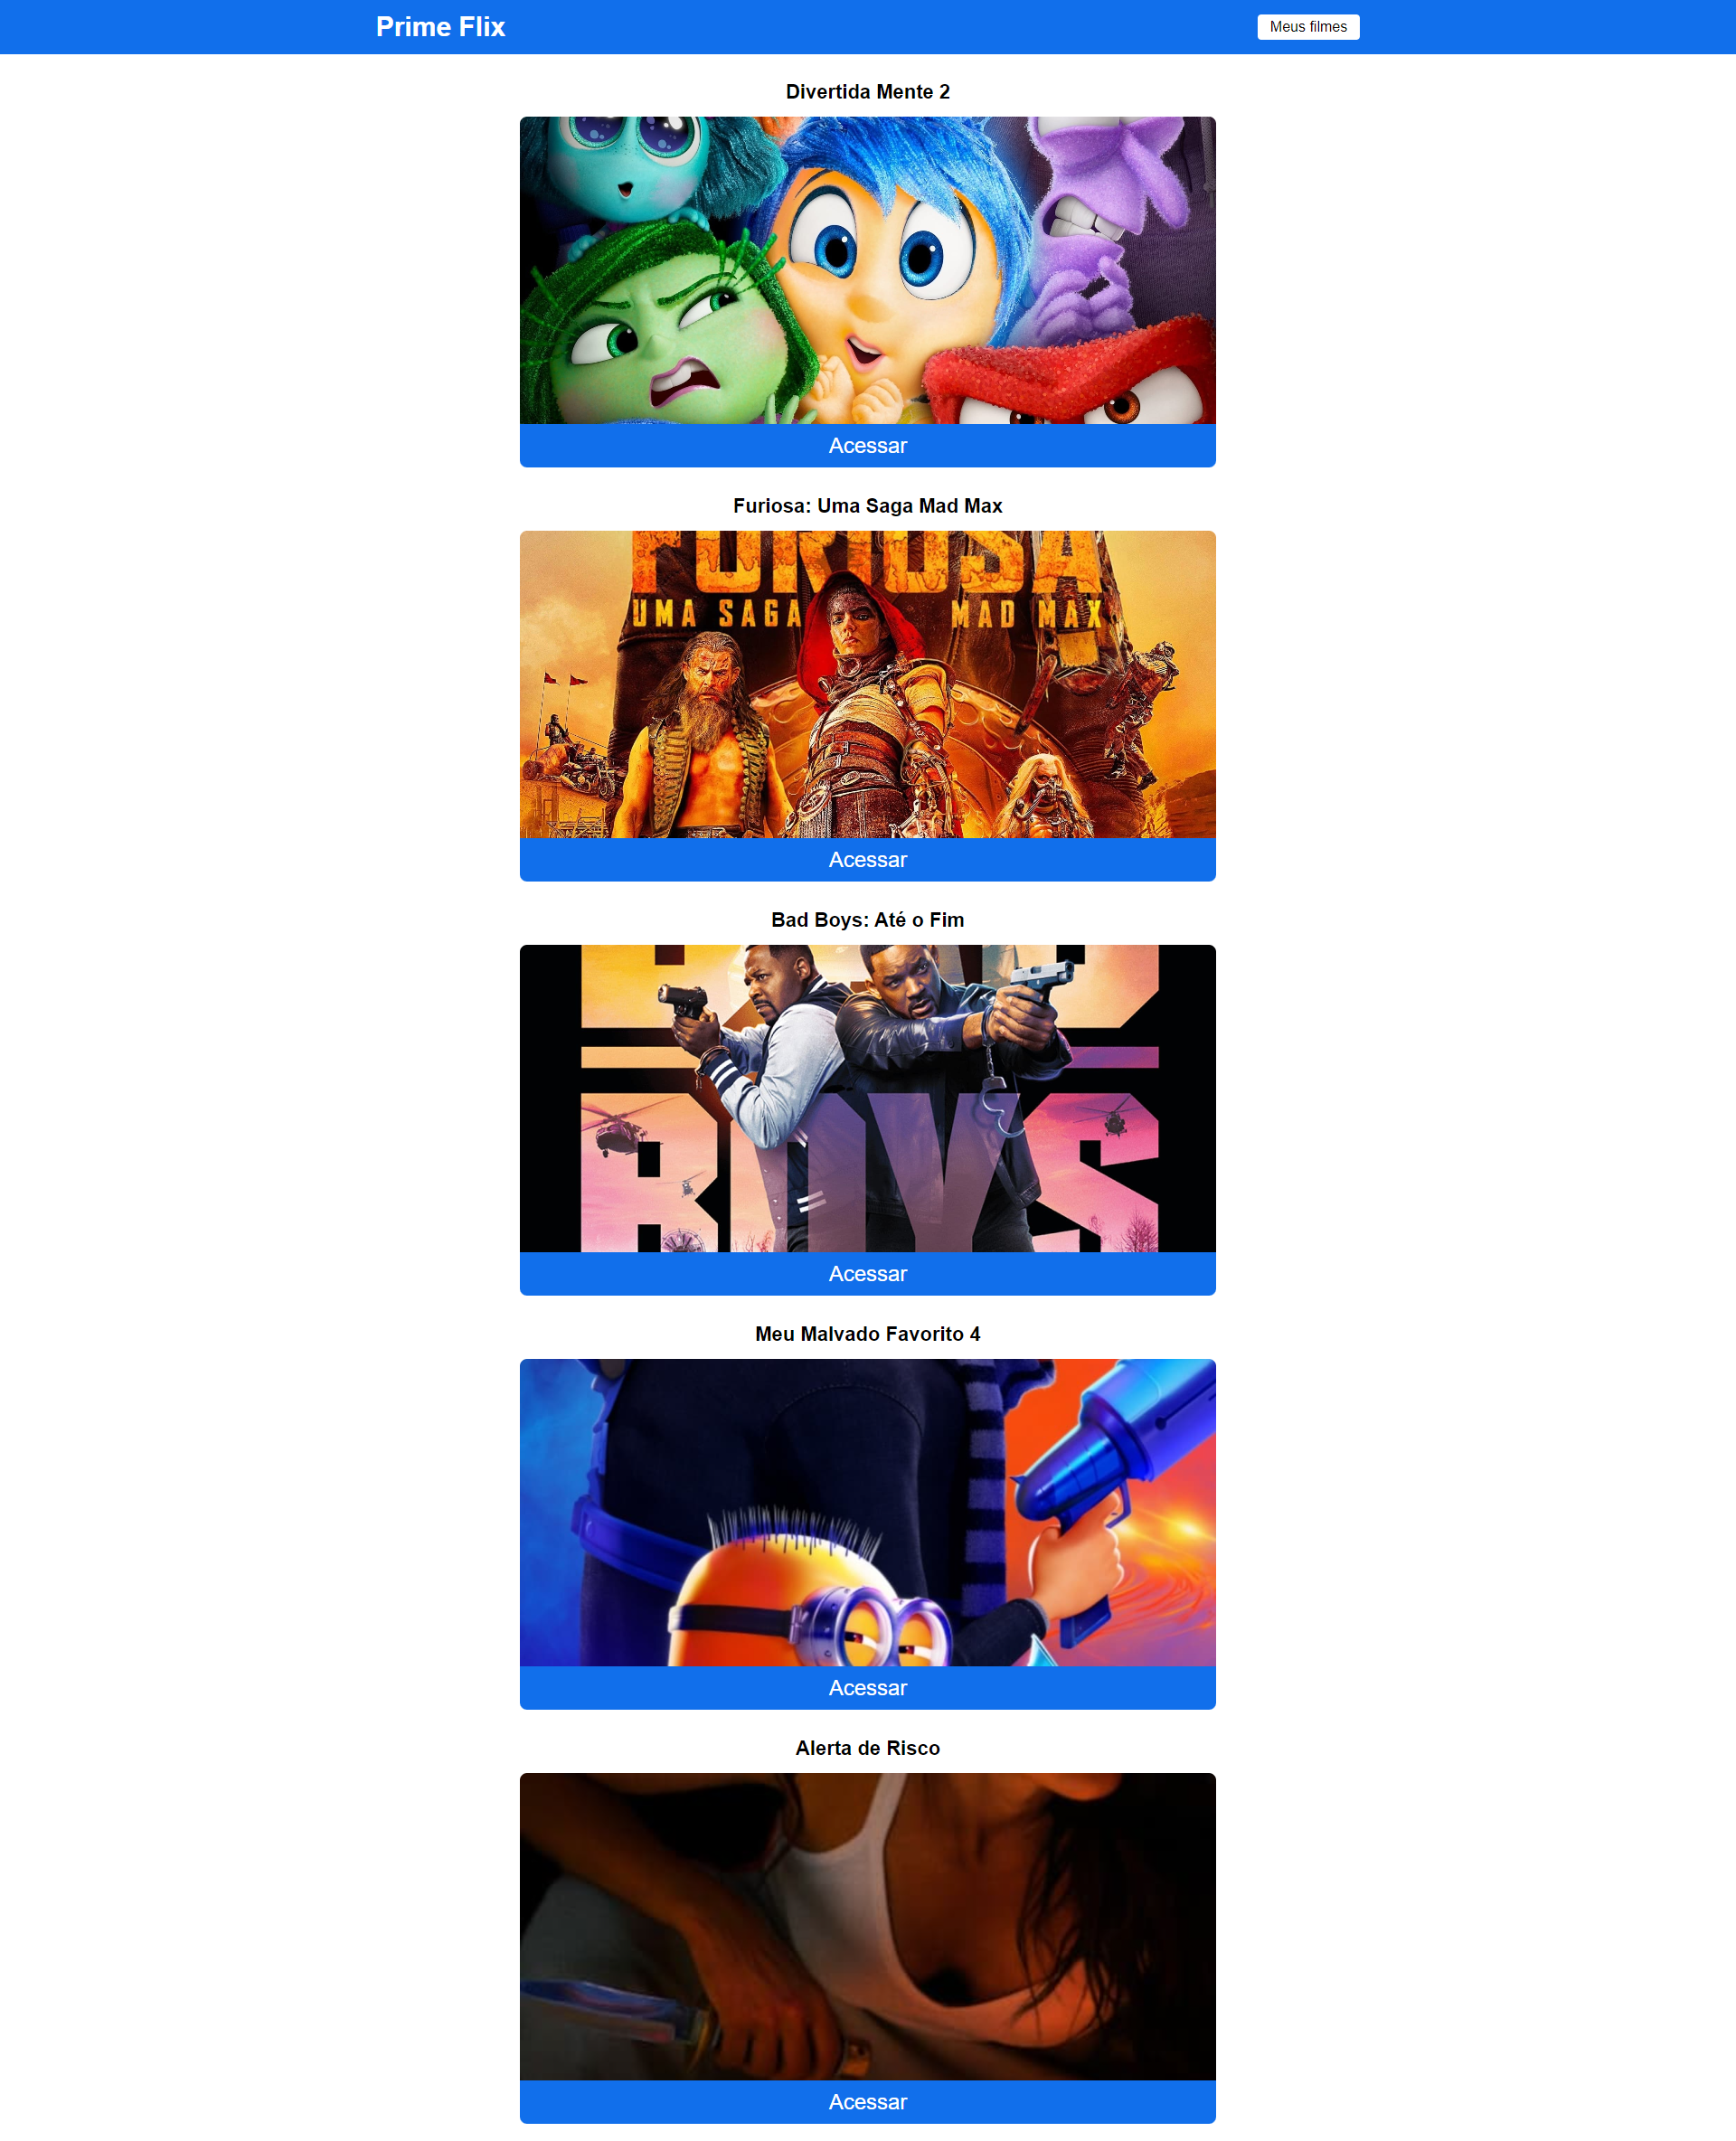 Prime Flix
Meus filmes
Divertida Mente 2
Acessar
Furiosa: Uma Saga Mad Max
FURIOSA
UMA SAGA MAD MAX
Acessar
Bad Boys: Até o Fim
BAD
BOYS
Acessar
Meu Malvado Favorito 4
Acessar
Alerta de Risco
Acessar